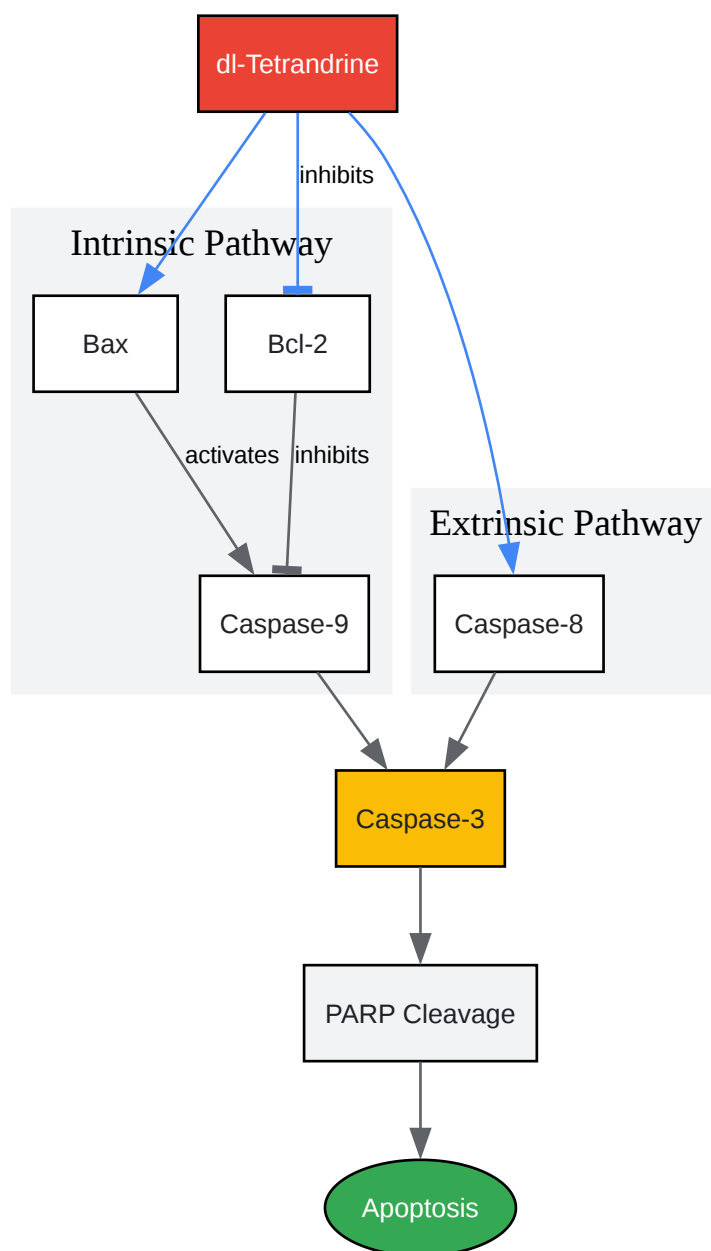 dl-Tetrandrine
inhibits
Intrinsic Pathway
Bax
Bcl-2
activates
inhibits
Extrinsic Pathway
Caspase-9
Caspase-8
Caspase-3
PARP Cleavage
Apoptosis